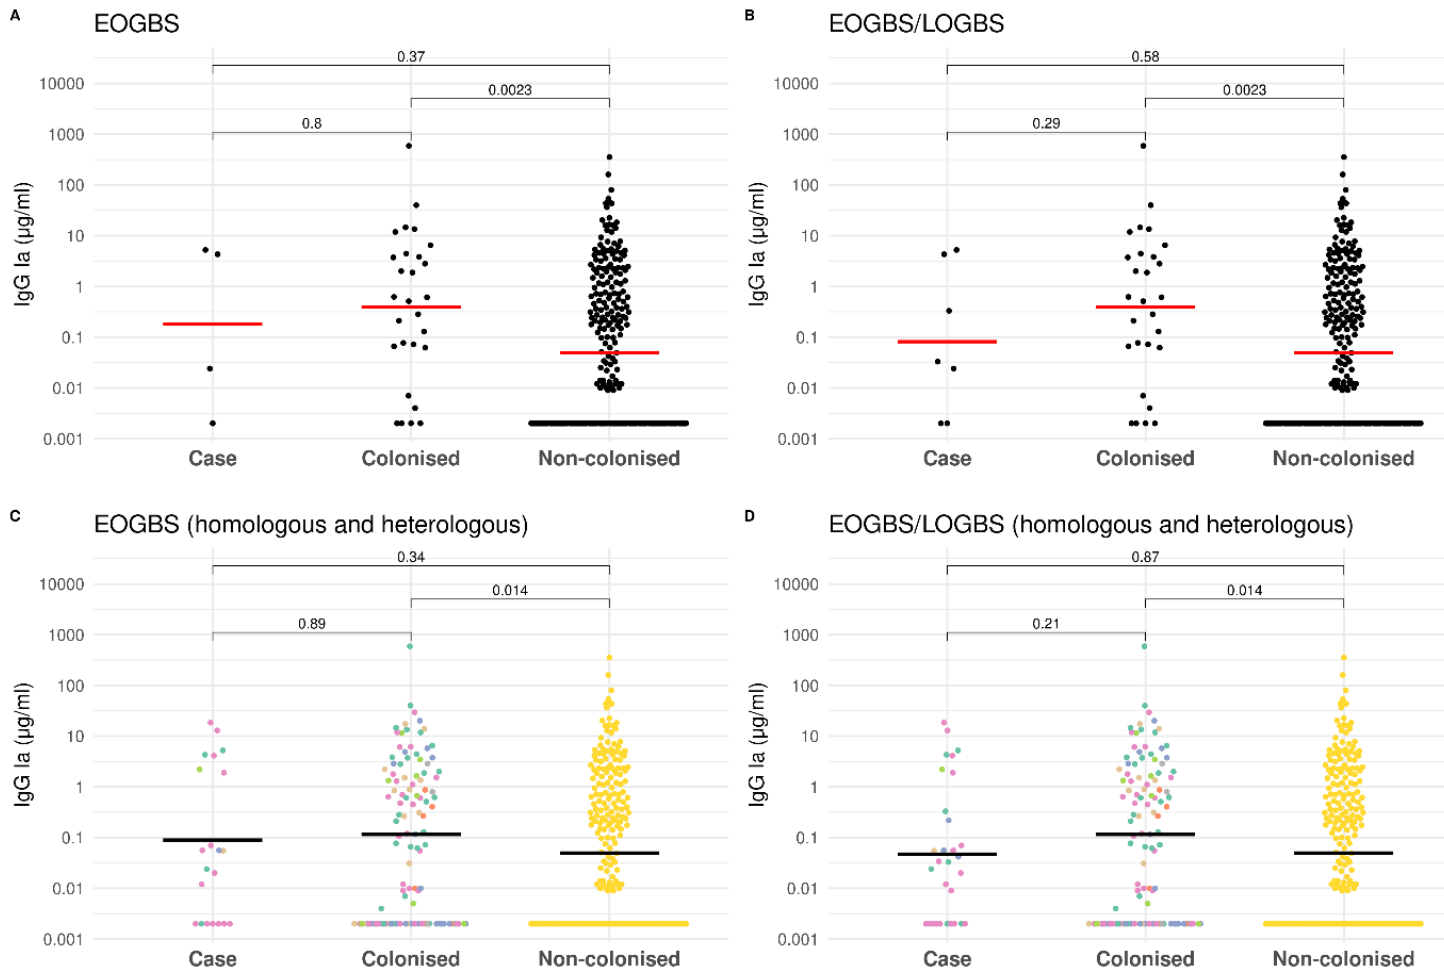 A
EOGBS
0.37
0.0023
0.8
10000
1000
100
10
1
0.1
0.01
0.001
IgG Ia (µg/ml)
Case
Colonised
Non-colonised
B
EOGBS/LOGBS
0.58
0.0023
0.29
10000
1000
100
10
1
0.1
0.01
0.001
IgG Ia (µg/ml)
Case
Colonised
Non-colonised
C
EOGBS (homologous and heterologous)
0.34
0.014
0.89
10000
1000
100
10
1
0.1
0.01
0.001
IgG Ia (µg/ml)
Case
Colonised
Non-colonised
D
EOGBS/LOGBS (homologous and heterologous)
0.87
0.014
0.21
10000
1000
100
10
1
0.1
0.01
0.001
IgG Ia (µg/ml)
Case
Colonised
Non-colonised